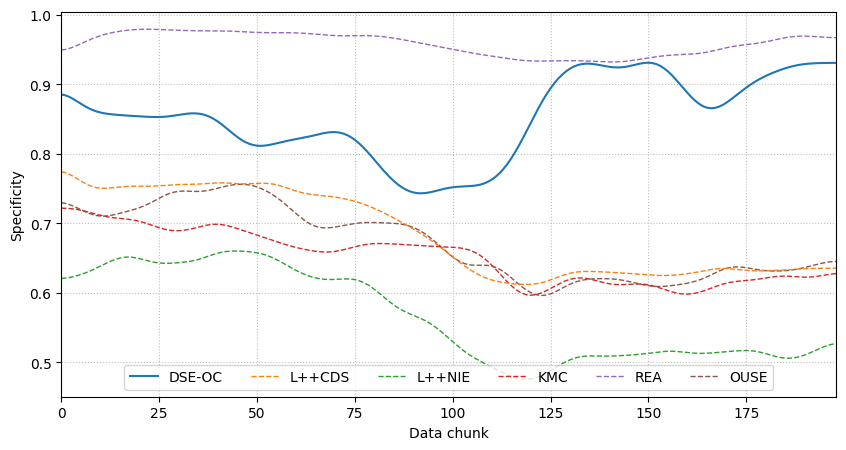 1.0
0.9
0.8
0.7
0.6
0.5
Specificity
DSE-OC L++CDS L++NIE KMC REA OUSE
0 25 50 75 100 125 150 175
Data chunk